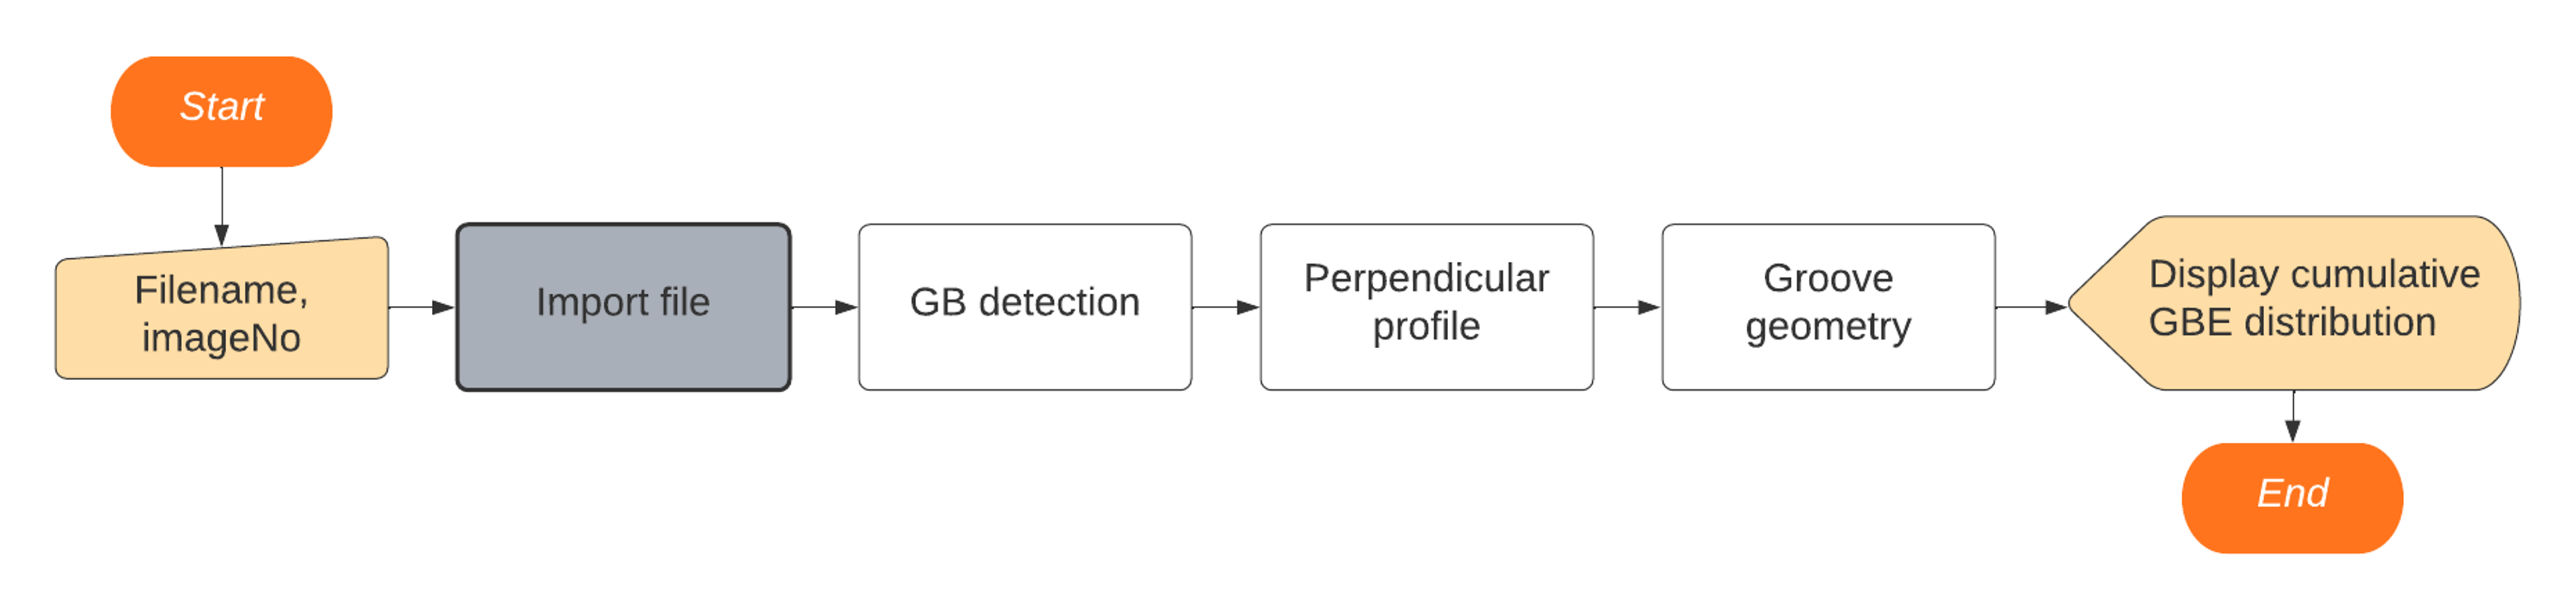 Start
Filename,
imageNo
Import file
GB detection
Perpendicular
profile
Groove
geometry
Display cumulative
GBE distribution
End